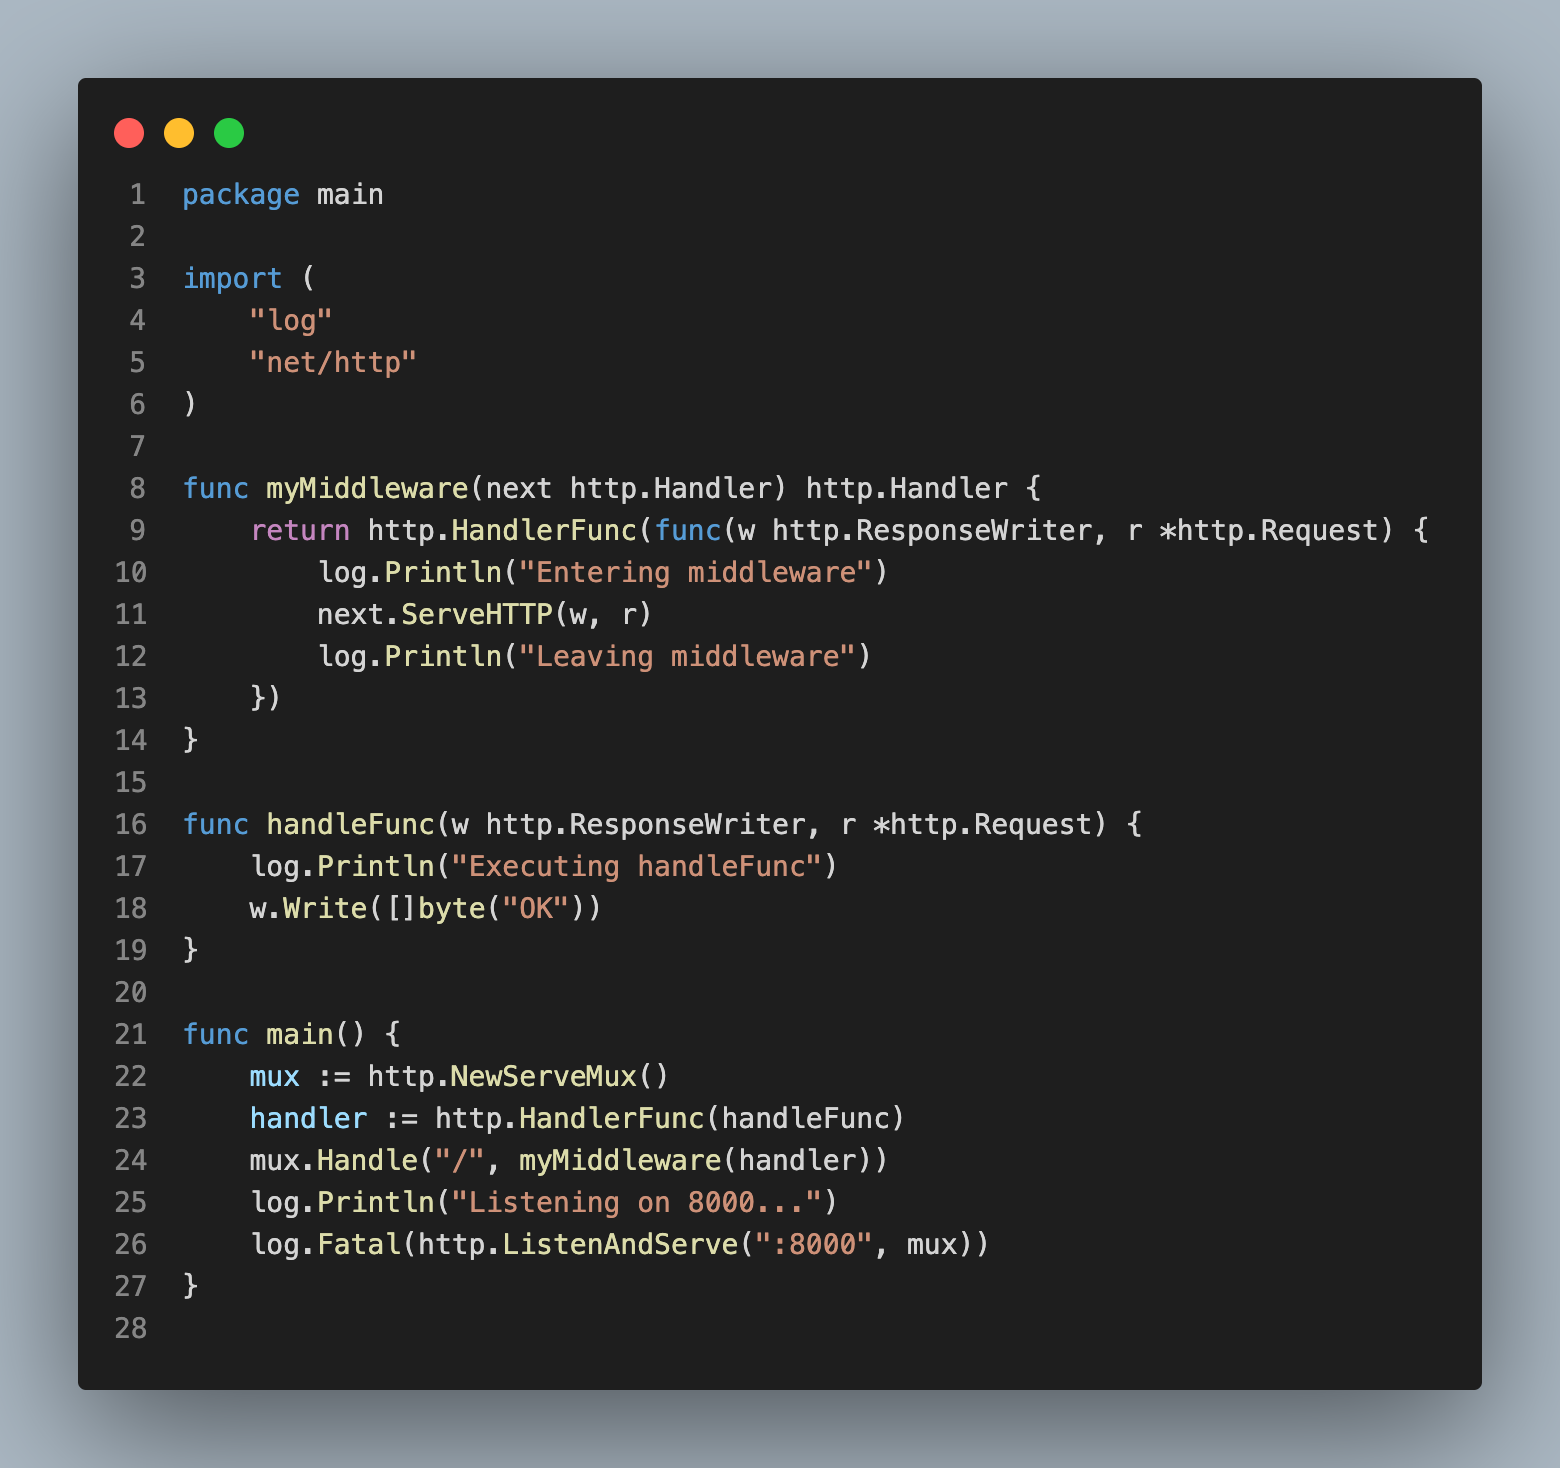 1 package main
2
3 import (
4     "log"
5     "net/http"
6 )
7
8 func myMiddleware(next http.Handler) http.Handler {
9     return http.HandlerFunc(func(w http.ResponseWriter, r *http.Request) {
10         log.Println("Entering middleware")
11         next.ServeHTTP(w, r)
12         log.Println("Leaving middleware")
13     })
14 }
15
16 func handleFunc(w http.ResponseWriter, r *http.Request) {
17     log.Println("Executing handleFunc")
18     w.Write([]byte("OK"))
19 }
20
21 func main() {
22     mux := http.NewServeMux()
23     handler := http.HandlerFunc(handleFunc)
24     mux.Handle("/", myMiddleware(handler))
25     log.Println("Listening on 8000...")
26     log.Fatal(http.ListenAndServe(":8000", mux))
27 }
28